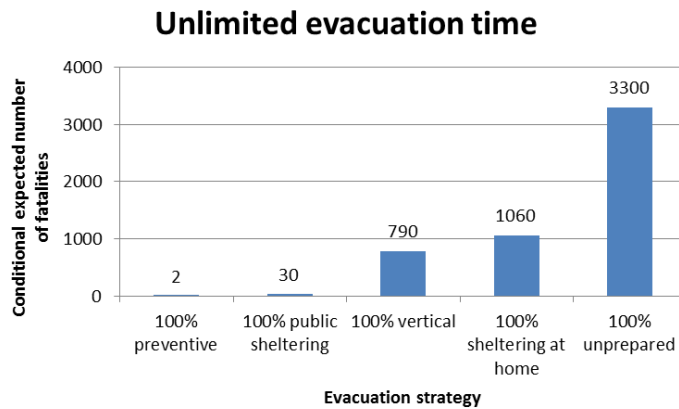 Unlimited evacuation time
Conditional expected number
of fatalities
4000
3000
2000
1000
0
2
30
790
1060
3300
100%
preventive
100% public
sheltering
100% vertical
100%
sheltering at
home
100%
unprepared
Evacuation strategy